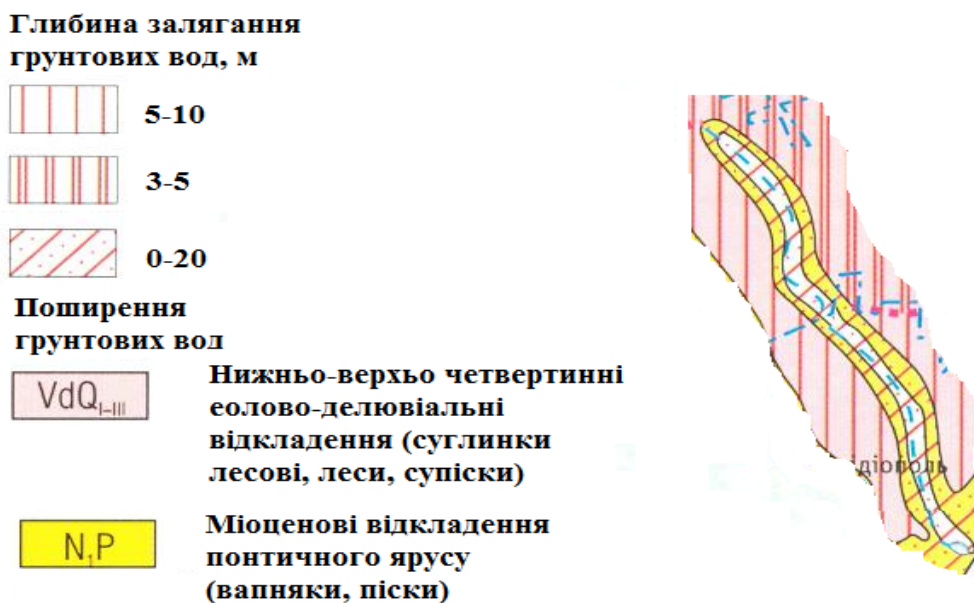 Глибина залягання
грунтових вод, м
5-10
3-5
0-20
Поширення
грунтових вод
VdQI-III
Нижньо-верхьо четвертинні
еолово-делювіальні
відкладення (суглинки
лесові, леси, супіски)
N1P
Міоценові відкладення
понтичного ярусу
(вапняки, піски)
діополь